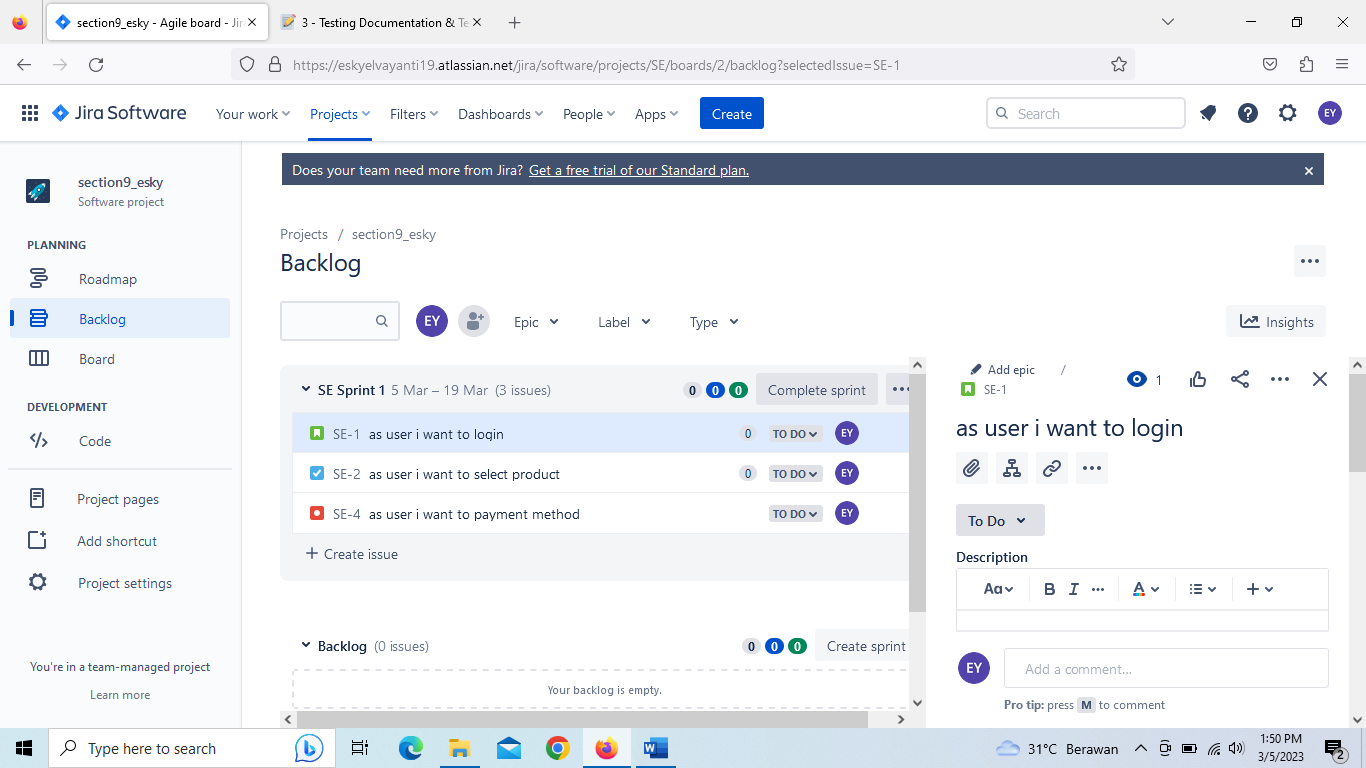 section9_esky - Agile board - Jir
3 - Testing Documentation & Te
https://eskyelvayanti19.atlassian.net/jira/software/projects/SE/boards/2/backlog?selectedIssue=SE-1
Jira Software
Your work
Projects
Filters
Dashboards
People
Apps
Create
Search
EY
Does your team need more from Jira? Get a free trial of our Standard plan.
section9_esky
Software project
PLANNING
Roadmap
Backlog
Board
DEVELOPMENT
Code
Project pages
Add shortcut
Project settings
You're in a team-managed project
Learn more
Projects / section9_esky
Backlog
EY
Epic
Label
Type
Insights
SE Sprint 1 5 Mar – 19 Mar (3 issues)
0 0 0
Complete sprint
SE-1 as user i want to login 0 TO DO EY
SE-2 as user i want to select product 0 TO DO EY
SE-4 as user i want to payment method TO DO EY
+ Create issue
Backlog (0 issues)
0 0 0
Create sprint
Your backlog is empty.
Add epic /
SE-1
1
as user i want to login
To Do
Description
Aa
B I
A
EY
Add a comment...
Pro tip: press M to comment
Type here to search
31°C Berawan
1:50 PM
3/5/2023
2